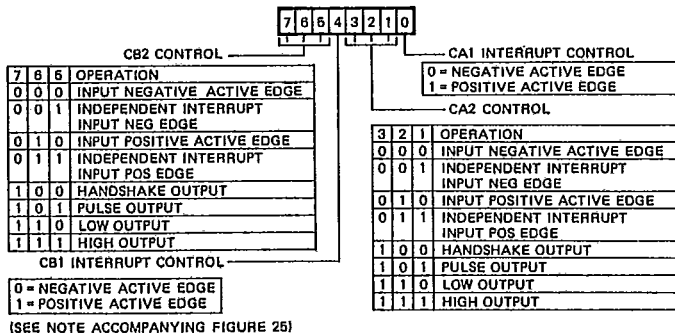 7 6 5 4 3 2 1 0
CB2 CONTROL
7 6 5 OPERATION
0 0 0 INPUT NEGATIVE ACTIVE EDGE
0 0 1 INDEPENDENT INTERRUPT
INPUT NEG EDGE
0 1 0 INPUT POSITIVE ACTIVE EDGE
0 1 1 INDEPENDENT INTERRUPT
INPUT POS EDGE
1 0 0 HANDSHAKE OUTPUT
1 0 1 PULSE OUTPUT
1 1 0 LOW OUTPUT
1 1 1 HIGH OUTPUT
CB1 INTERRUPT CONTROL
0 = NEGATIVE ACTIVE EDGE
1 = POSITIVE ACTIVE EDGE
(SEE NOTE ACCOMPANYING FIGURE 25)
CA1 INTERRUPT CONTROL
0 = NEGATIVE ACTIVE EDGE
1 = POSITIVE ACTIVE EDGE
CA2 CONTROL
3 2 1 OPERATION
0 0 0 INPUT NEGATIVE ACTIVE EDGE
0 0 1 INDEPENDENT INTERRUPT
INPUT NEG EDGE
0 1 0 INPUT POSITIVE ACTIVE EDGE
0 1 1 INDEPENDENT INTERRUPT
INPUT POS EDGE
1 0 0 HANDSHAKE OUTPUT
1 0 1 PULSE OUTPUT
1 1 0 LOW OUTPUT
1 1 1 HIGH OUTPUT